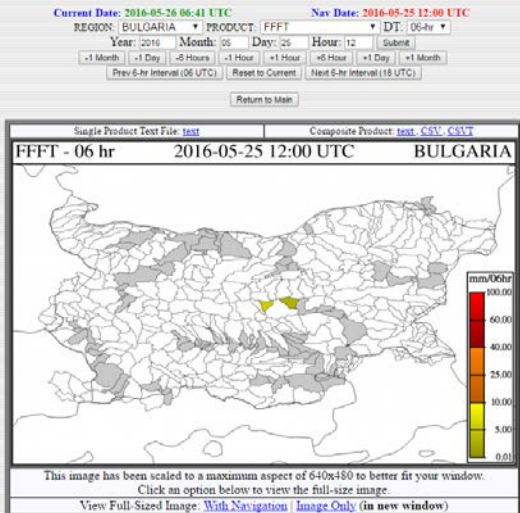 Current Date: 2016-05-26 06:41 UTC Nav Date: 2016-05-25 12:00 UTC
REGION: BULGARIA PRODUCT: FFFT DT: 06-hr
Year: 2016 Month: 05 Day: 25 Hour: 12 Submit
-1 Month -1 Day -6 Hours -1 Hour +1 Hour +6 Hour +1 Day +1 Month
Prev 6-hr Interval (06 UTC) Reset to Current Next 6-hr Interval (18 UTC)
Return to Main
Single Product Text File: text Composite Product: text, CSV, CSVT
FFFT - 06 hr 2016-05-25 12:00 UTC BULGARIA
mm/06hr
100.00
60.00
40.00
25.00
10.00
5.00
0.01
This image has been scaled to a maximum aspect of 640x480 to better fit your window.
Click an option below to view the full-size image.
View Full-Sized Image: With Navigation | Image Only (in new window)